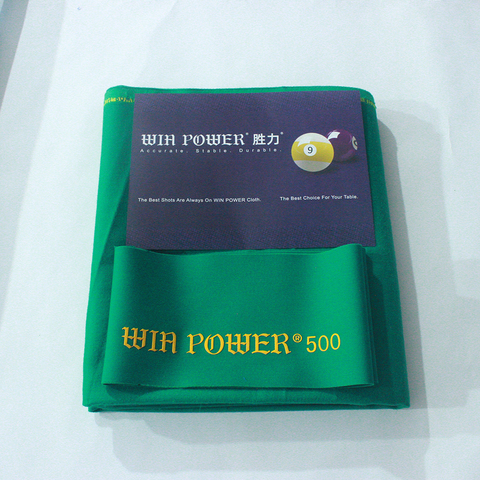 WIN POWER® 胜力®
Accurate. Stable. Durable.
9
The Best Shots Are Always On WIN POWER Cloth.
The Best Choice For Your Table.
WIN POWER® 500